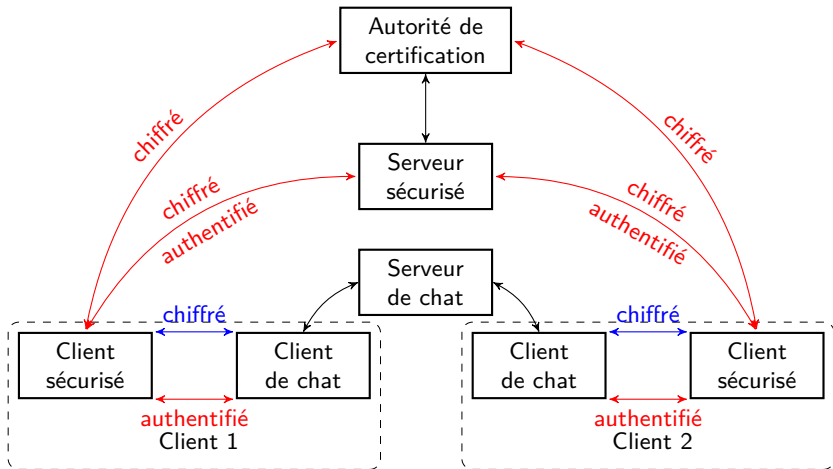 Autorité de
certification
chiffré
chiffré
Serveur
sécurisé
chiffré
authentifié
chiffré
authentifié
Serveur
de chat
chiffré
chiffré
Client
sécurisé
Client
de chat
Client
de chat
Client
sécurisé
authentifié
authentifié
Client 1
Client 2